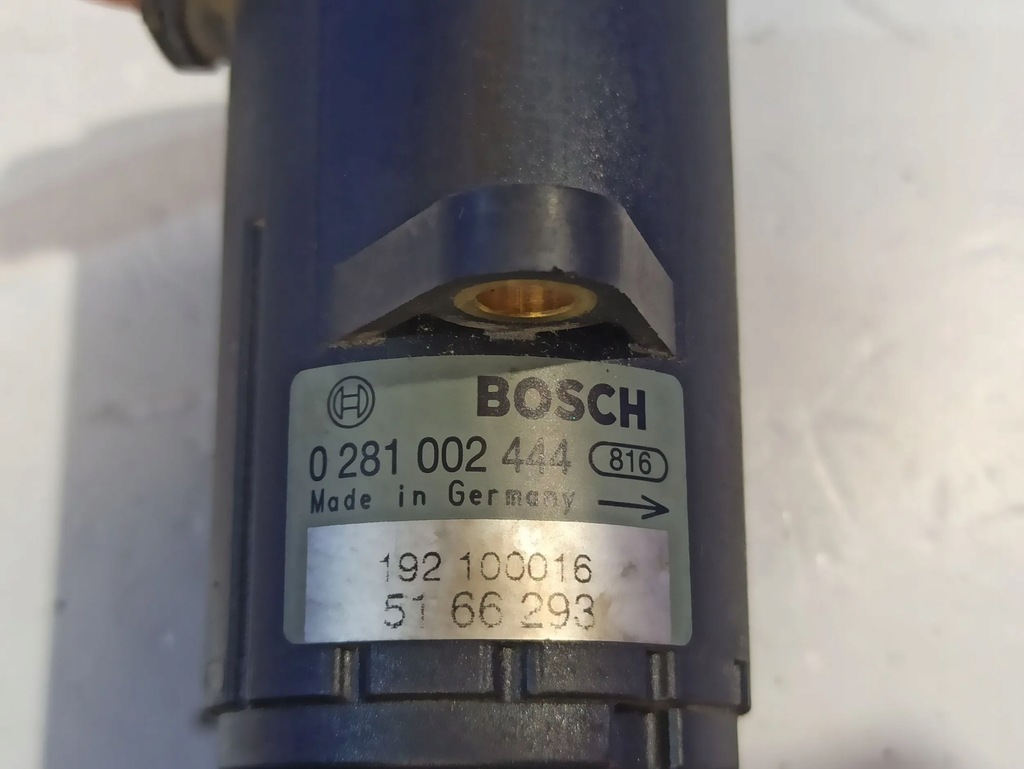 BOSCH
0 281 002 444 816
Made in Germany
192 100016
51 66 293